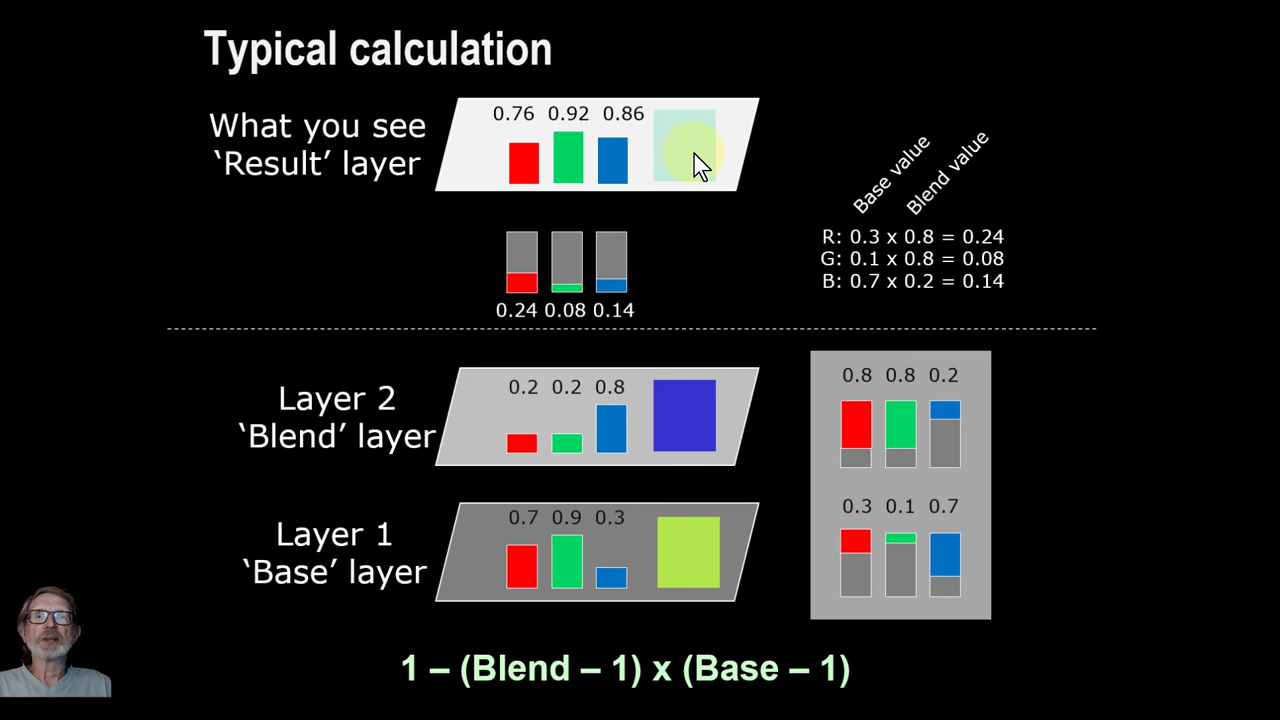 Typical calculation
What you see
‘Result’ layer
0.76 0.92 0.86
Base value
Blend value
R: 0.3 x 0.8 = 0.24
G: 0.1 x 0.8 = 0.08
B: 0.7 x 0.2 = 0.14
0.24 0.08 0.14
Layer 2
‘Blend’ layer
0.2 0.2 0.8
0.8 0.8 0.2
Layer 1
‘Base’ layer
0.7 0.9 0.3
0.3 0.1 0.7
1 – (Blend – 1) x (Base – 1)